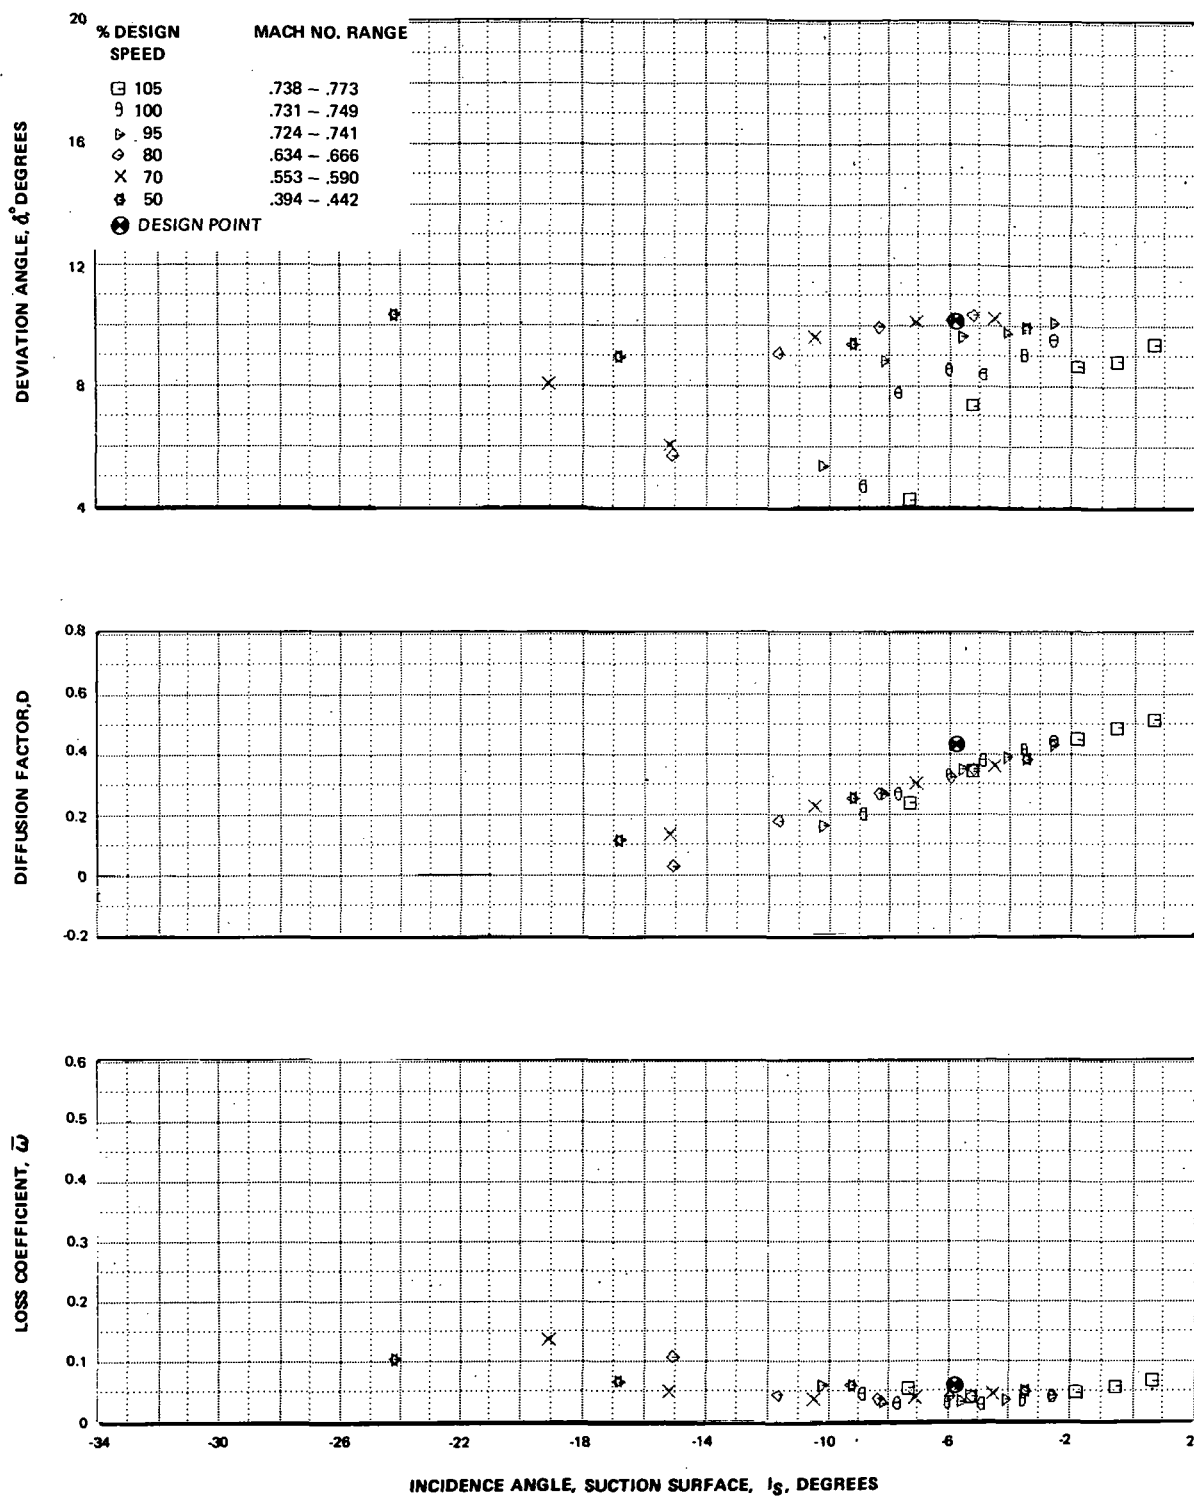 % DESIGN SPEED
MACH NO. RANGE
105 .738 ~ .773
100 .731 ~ .749
95 .724 ~ .741
80 .634 ~ .666
70 .553 ~ .590
50 .394 ~ .442
DESIGN POINT
DEVIATION ANGLE, δ° DEGREES
20
16
12
8
4
DIFFUSION FACTOR,D
0.8
0.6
0.4
0.2
0
-0.2
LOSS COEFFICIENT, ω̅
0.6
0.5
0.4
0.3
0.2
0.1
0
-34 -30 -26 -22 -18 -14 -10 -6 -2 2
INCIDENCE ANGLE, SUCTION SURFACE, IS, DEGREES